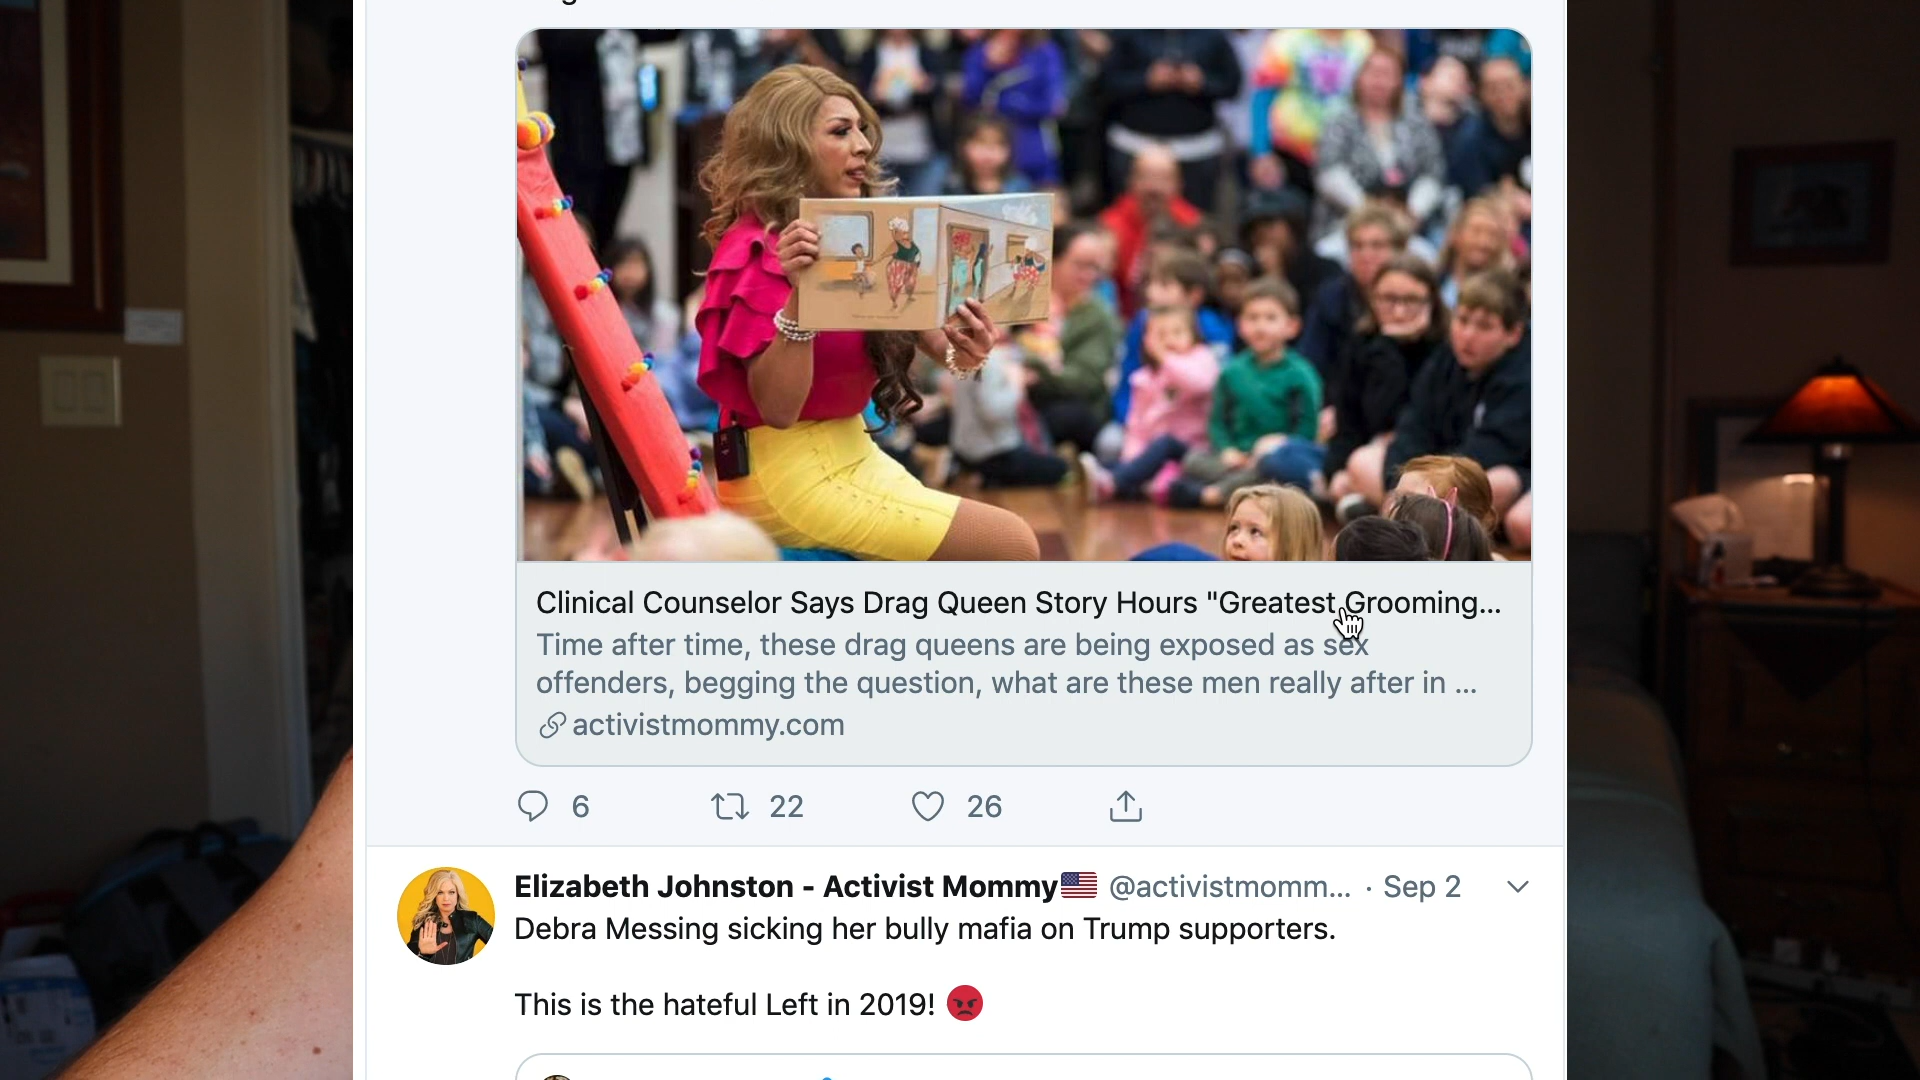 Clinical Counselor Says Drag Queen Story Hours "Greatest Grooming...
Time after time, these drag queens are being exposed as sex
offenders, begging the question, what are these men really after in ...
activistmommy.com
6 22 26
Elizabeth Johnston - Activist Mommy🇺🇸 @activistmomm... · Sep 2
Debra Messing sicking her bully mafia on Trump supporters.
This is the hateful Left in 2019! 😡